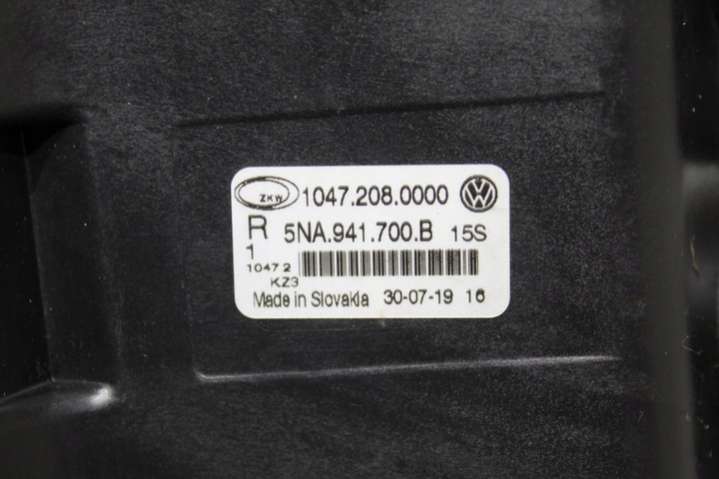 ZKW 1047.208.0000 VW
R 5NA.941.700.B 15S
1
1047 2
KZ3
Made in Slovakia 30-07-19 16